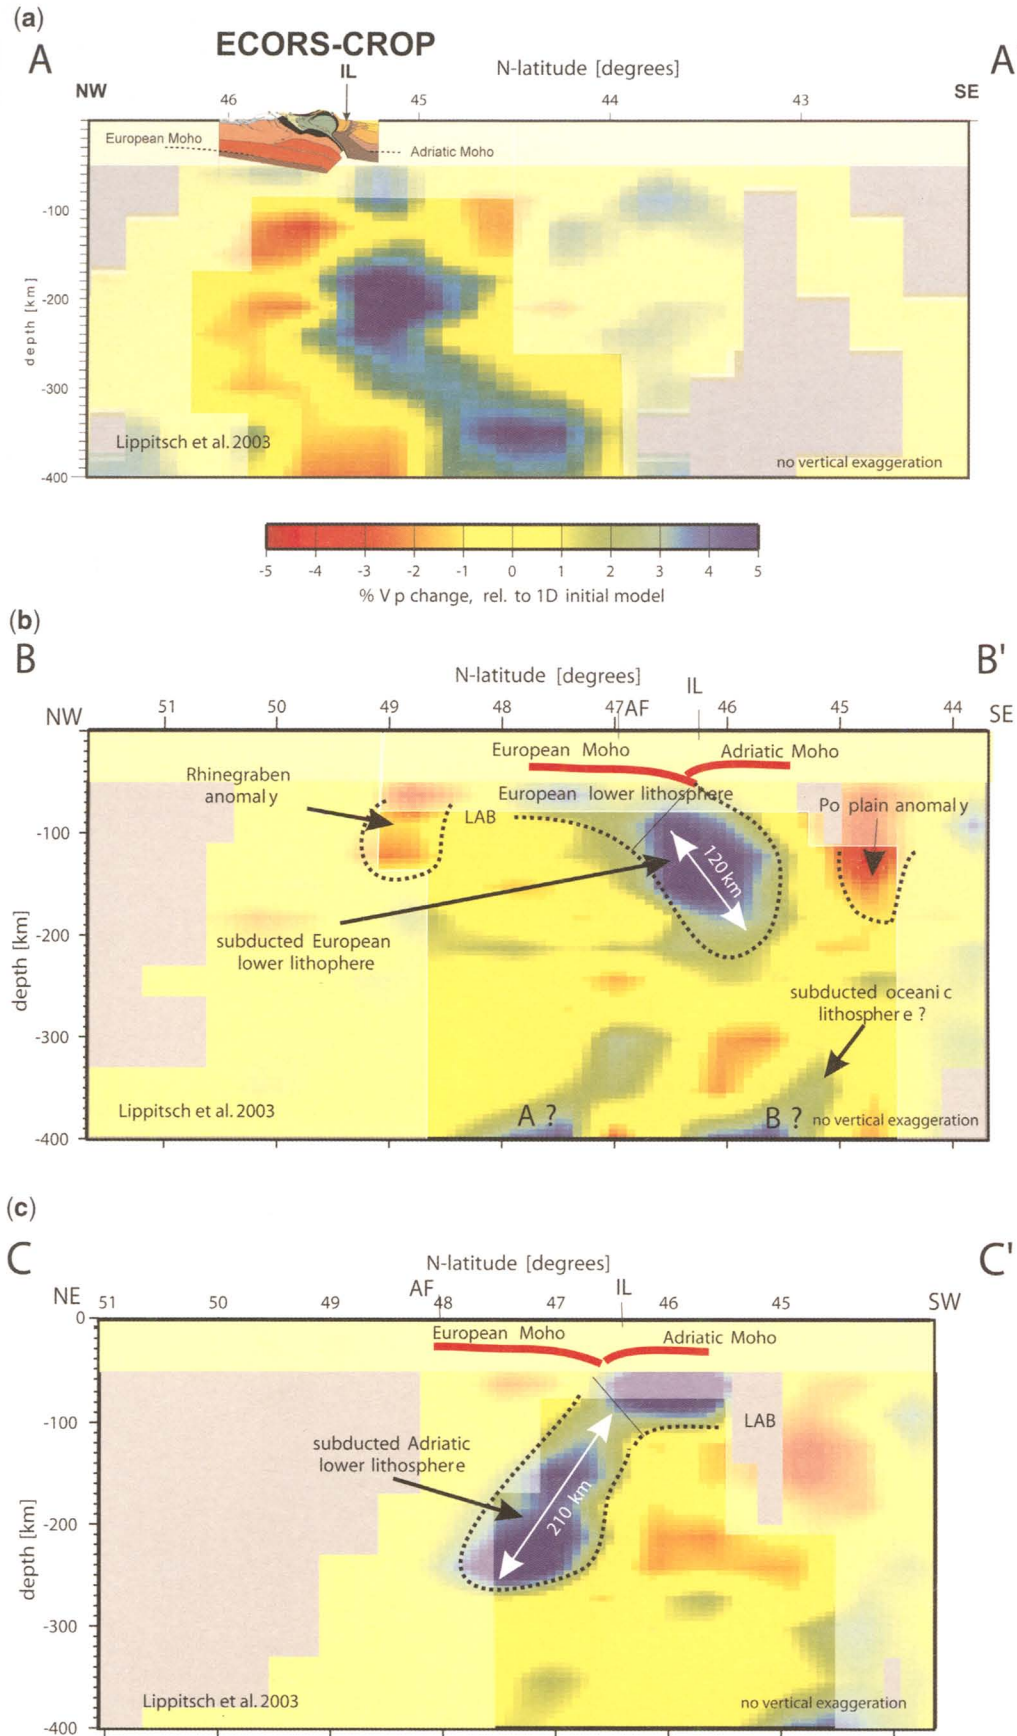 (a)
A
ECORS-CROP
A
IL
N-latitude [degrees]
NW
46
45
44
43
SE
European Moho
Adriatic Moho
-100
-200
-300
-400
depth [km]
Lippitsch et al. 2003
no vertical exaggeration
-5 -4 -3 -2 -1 0 1 2 3 4 5
% Vp change, rel. to 1D initial model
(b)
B
B'
N-latitude [degrees]
IL
NW
51 50 49 48 47 AF 46 45 44
SE
European Moho
Adriatic Moho
Rhinegraben
anomaly
European lower lithosphere
LAB
Po plain anomaly
-100
120 km
-200
subducted European
lower lithophere
depth [km]
subducted oceanic
lithosphere ?
-300
Lippitsch et al. 2003
A ?
B ?
no vertical exaggeration
-400
(c)
C
C'
N-latitude [degrees]
AF
IL
NE
51 50 49 48 47 46 45
SW
0
European Moho
Adriatic Moho
-100
LAB
subducted Adriatic
lower lithosphere
210 km
-200
depth [km]
-300
Lippitsch et al. 2003
no vertical exaggeration
-400